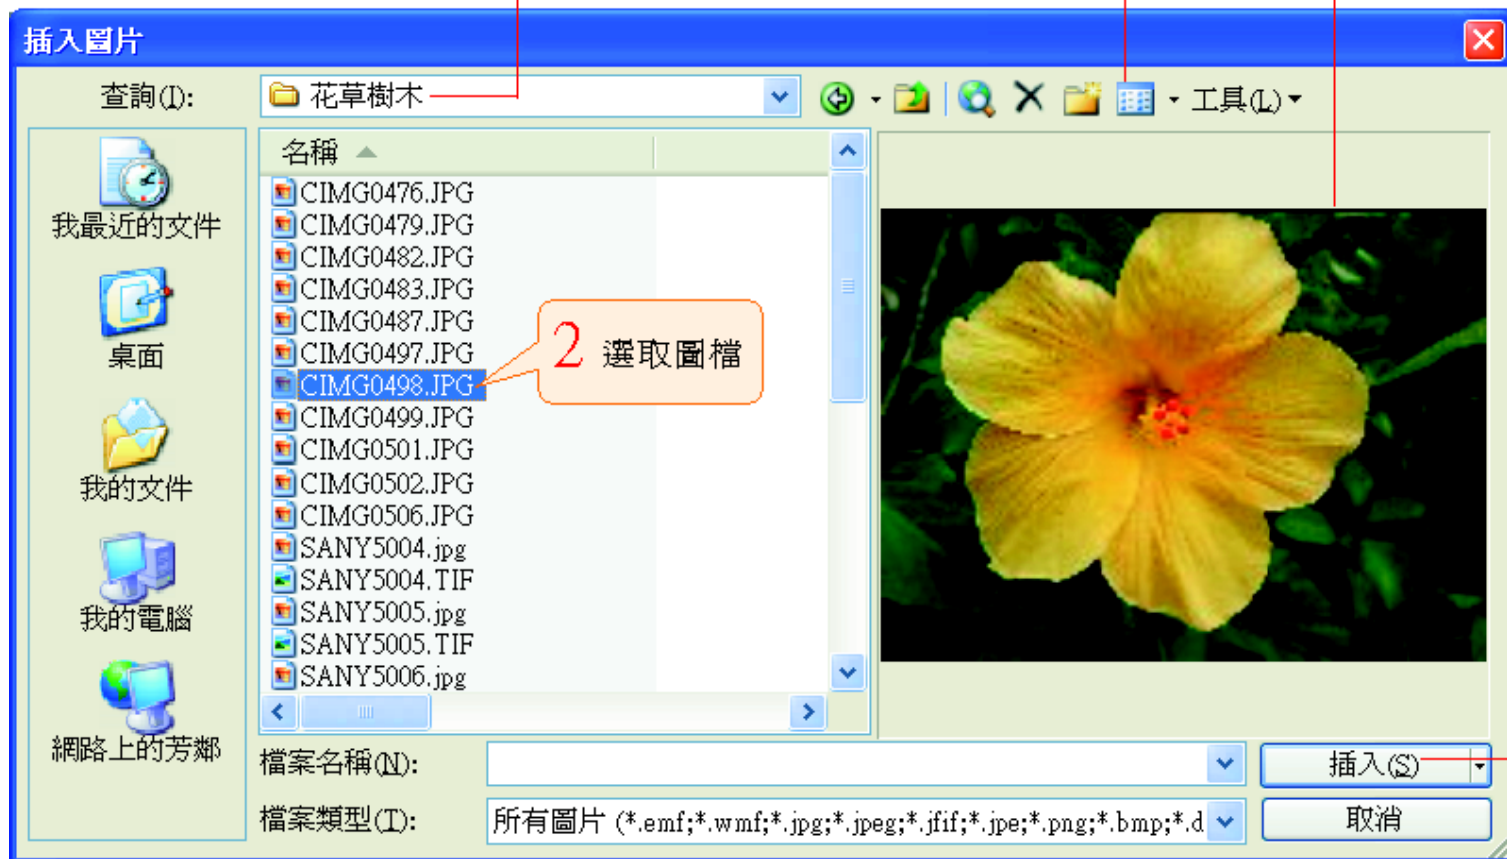 插入圖片
查詢(I):
花草樹木
工具(L)
我最近的文件
桌面
我的文件
我的電腦
網路上的芳鄰
名稱
CIMG0476.JPG
CIMG0479.JPG
CIMG0482.JPG
CIMG0483.JPG
CIMG0487.JPG
CIMG0497.JPG
CIMG0498.JPG
CIMG0499.JPG
CIMG0501.JPG
CIMG0502.JPG
CIMG0506.JPG
SANY5004.jpg
SANY5004.TIF
SANY5005.jpg
SANY5005.TIF
SANY5006.jpg
2 選取圖檔
檔案名稱(N):
插入(S)
檔案類型(T):
所有圖片 (*.emf;*.wmf;*.jpg;*.jpeg;*.jfif;*.jpe;*.png;*.bmp;*.d
取消